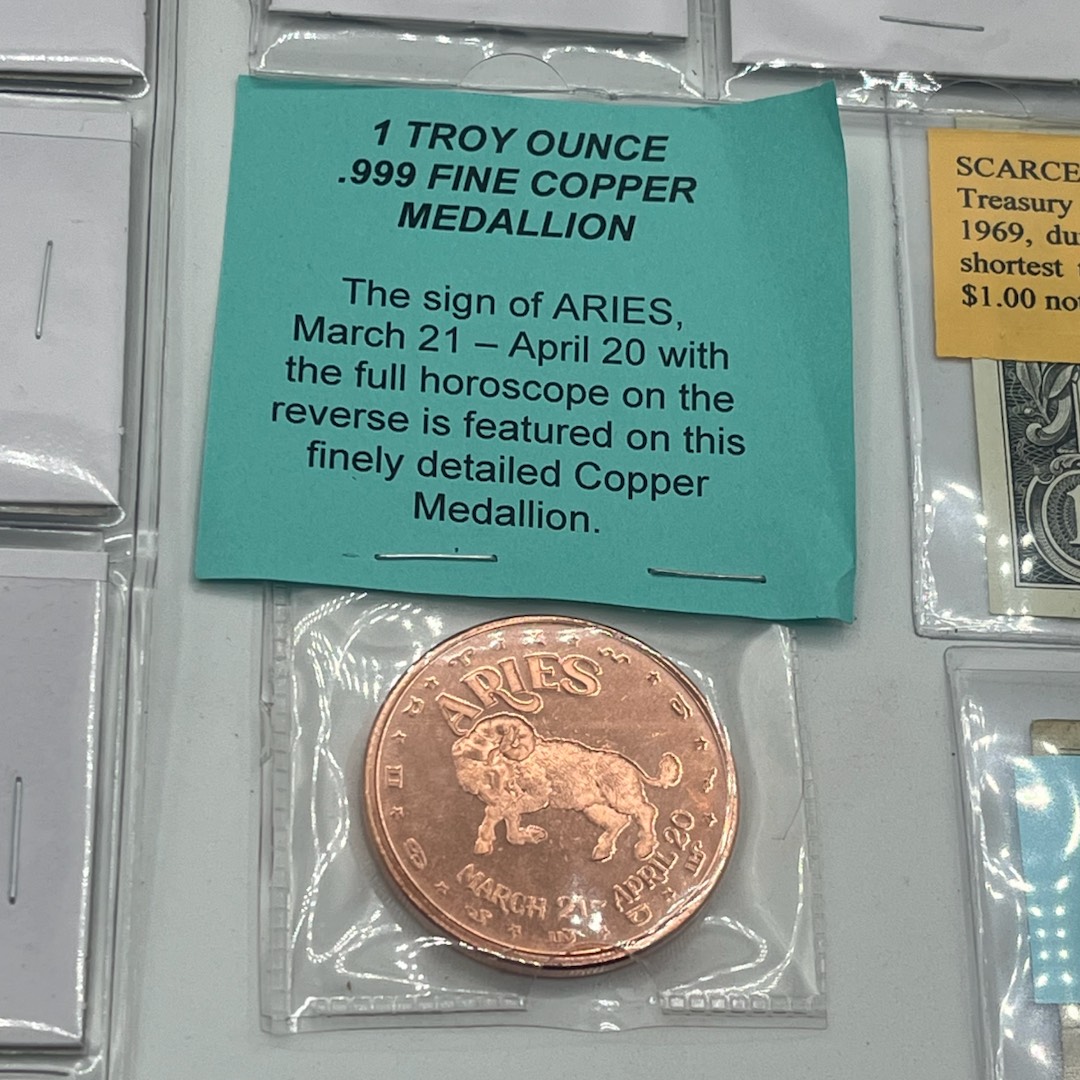 1 TROY OUNCE
.999 FINE COPPER
MEDALLION
The sign of ARIES,
March 21 – April 20 with
the full horoscope on the
reverse is featured on this
finely detailed Copper
Medallion.
ARIES
MARCH 21- APRIL 20
SCARCE
Treasury
1969, du
shortest
$1.00 no